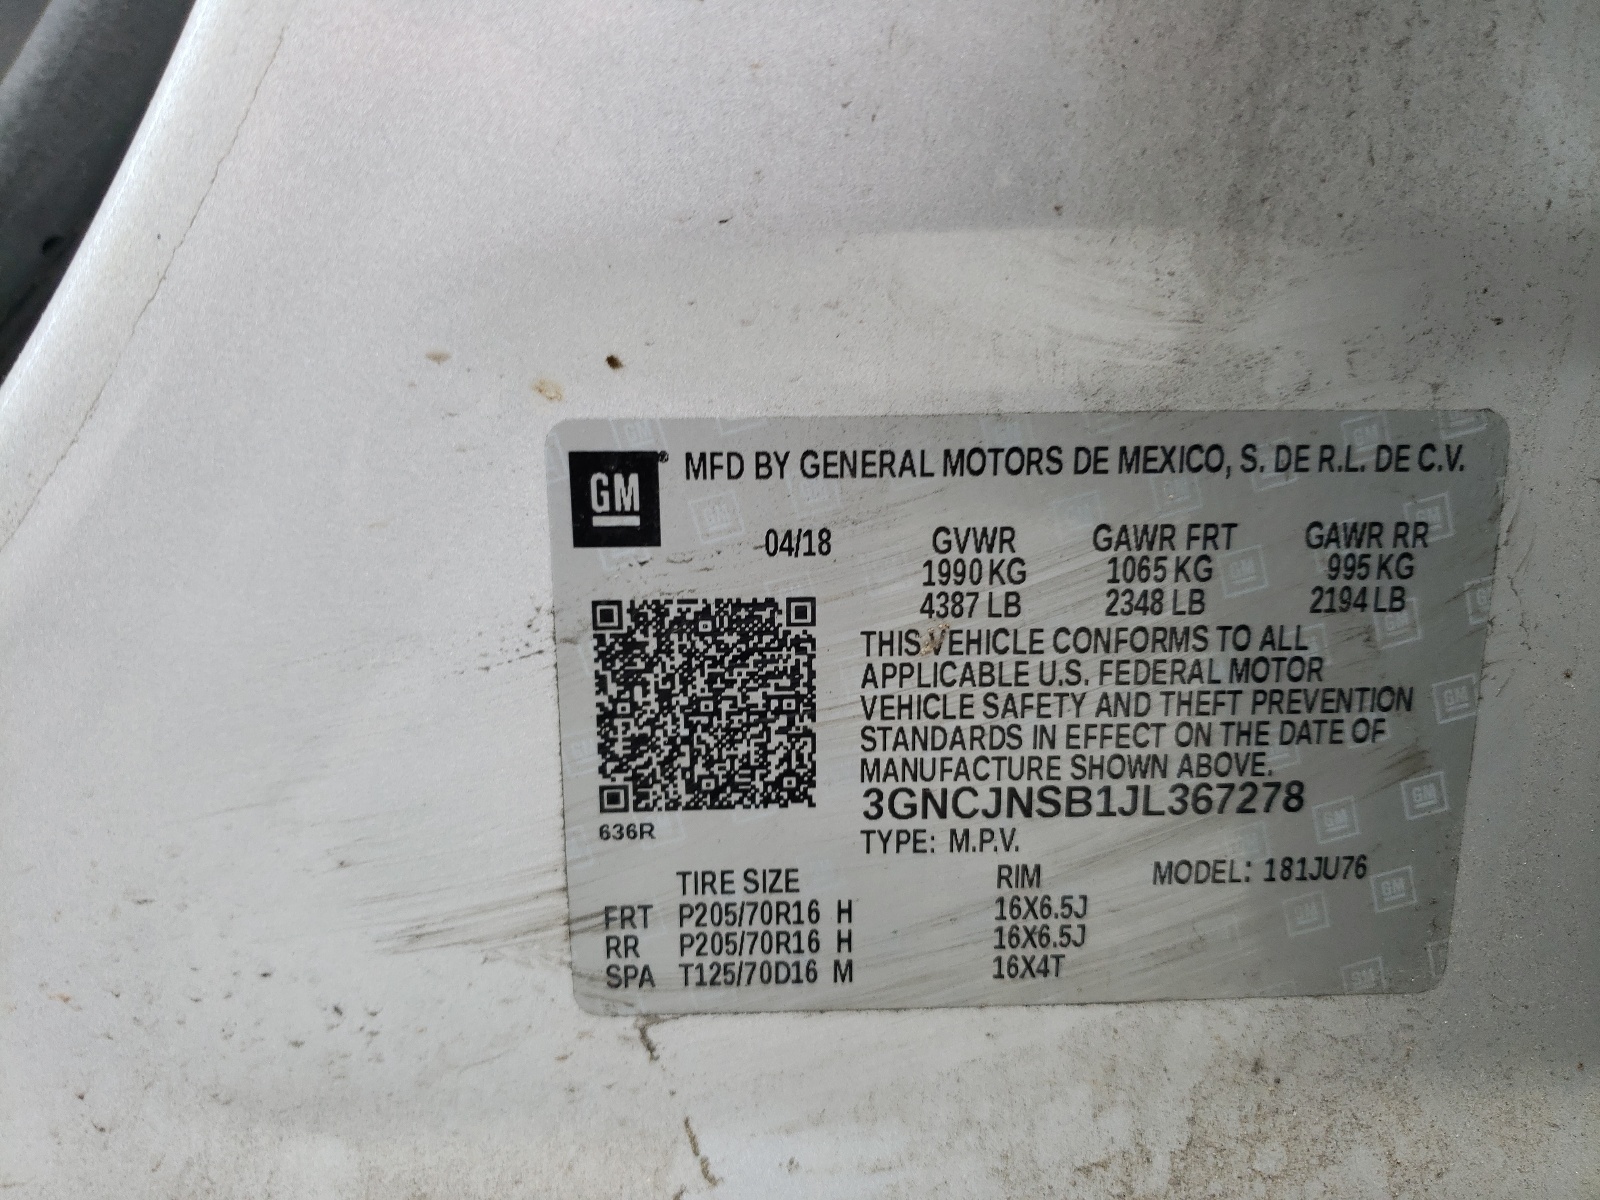 GM
MFD BY GENERAL MOTORS DE MEXICO, S. DE R.L. DE C.V.
04/18 GVWR GAWR FRT GAWR RR
1990 KG 1065 KG 995 KG
4387 LB 2348 LB 2194 LB
THIS VEHICLE CONFORMS TO ALL
APPLICABLE U.S. FEDERAL MOTOR
VEHICLE SAFETY AND THEFT PREVENTION
STANDARDS IN EFFECT ON THE DATE OF
MANUFACTURE SHOWN ABOVE.
3GNCJNSB1JL367278
636R
TYPE: M.P.V.
TIRE SIZE RIM MODEL: 181JU76
FRT P205/70R16 H 16X6.5J
RR P205/70R16 H 16X6.5J
SPA T125/70D16 M 16X4T